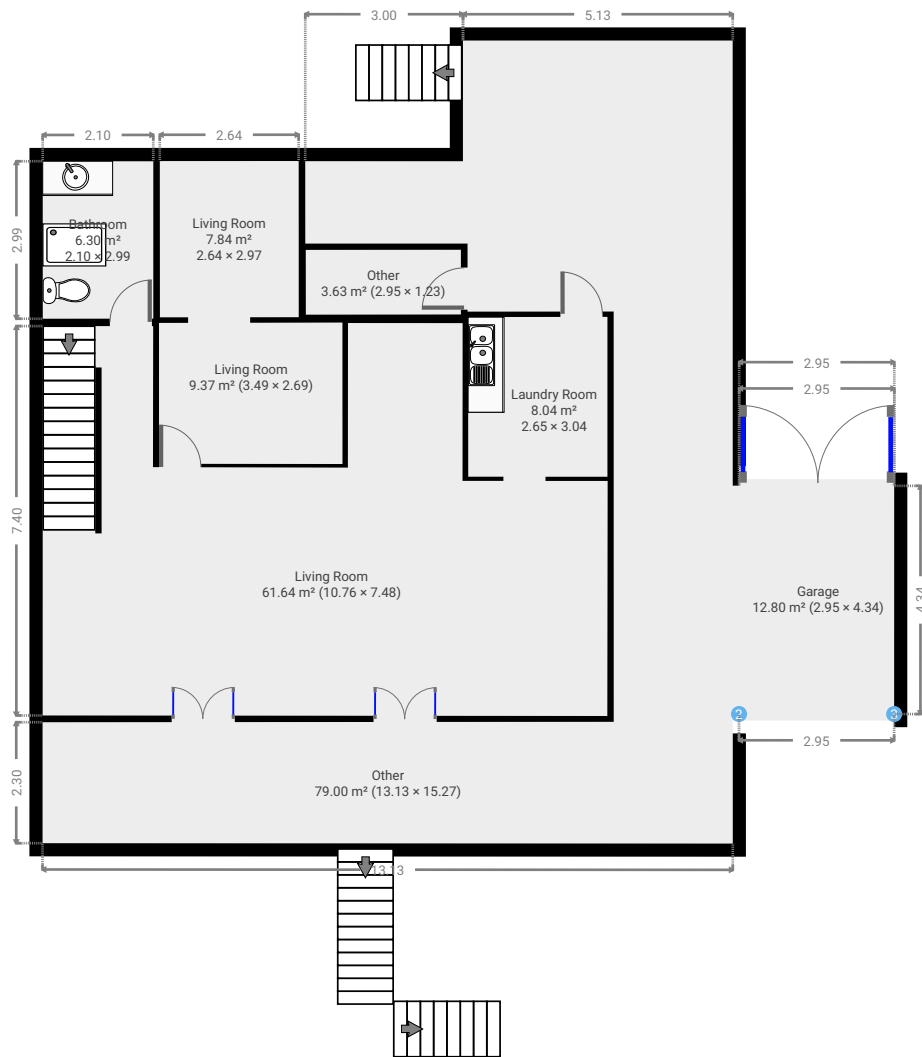 3.00
5.13
2.10
2.64
2.99
Bathroom
6.30 m²
2.10 × 2.99
Living Room
7.84 m²
2.64 × 2.97
Other
3.63 m² (2.95 × 1.23)
Living Room
9.37 m² (3.49 × 2.69)
Laundry Room
8.04 m²
2.65 × 3.04
2.95
2.95
7.40
Living Room
61.64 m² (10.76 × 7.48)
Garage
12.80 m² (2.95 × 4.34)
4.34
2
3
2.95
2.30
Other
79.00 m² (13.13 × 15.27)
13.13